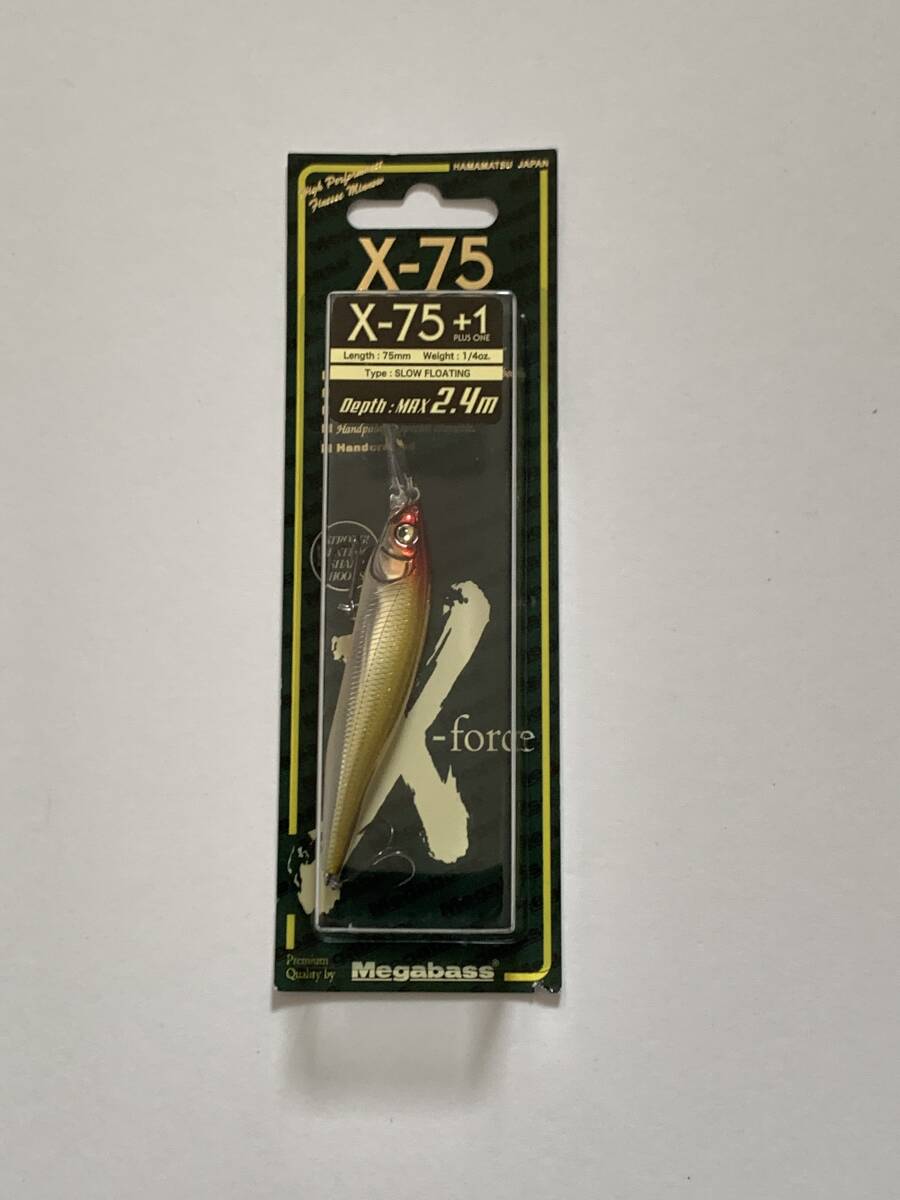 High Performance
Finesse Minnow
HAMAMATSU JAPAN
X-75
X-75 +1
PLUS ONE
Length : 75mm Weight : 1/4oz.
Type : SLOW FLOATING
Depth : MAX 2.4m
-force
Premium
Quality by
Megabass®